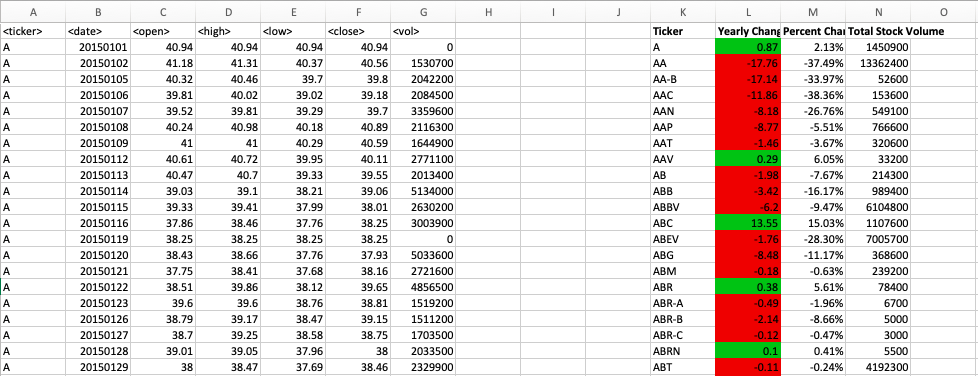 A B C D E F G H I J K L M N O
<ticker> <date> <open> <high> <low> <close> <vol> Ticker Yearly Chang Percent Chai Total Stock Volume
A 20150101 40.94 40.94 40.94 40.94 0 A 0.87 2.13% 1450900
A 20150102 41.18 41.31 40.37 40.56 1530700 AA -17.76 -37.49% 13362400
A 20150105 40.32 40.46 39.7 39.8 2042200 AA-B -17.14 -33.97% 52600
A 20150106 39.81 40.02 39.02 39.18 2084500 AAC -11.86 -38.36% 153600
A 20150107 39.52 39.81 39.29 39.7 3359600 AAN -8.18 -26.76% 549100
A 20150108 40.24 40.98 40.18 40.89 2116300 AAP -8.77 -5.51% 766600
A 20150109 41 41 40.29 40.59 1644900 AAT -1.46 -3.67% 320600
A 20150112 40.61 40.72 39.95 40.11 2771100 AAV 0.29 6.05% 33200
A 20150113 40.47 40.7 39.33 39.55 2013400 AB -1.98 -7.67% 214300
A 20150114 39.03 39.1 38.21 39.06 5134000 ABB -3.42 -16.17% 989400
A 20150115 39.33 39.41 37.99 38.01 2630200 ABBV -6.2 -9.47% 6104800
A 20150116 37.86 38.46 37.76 38.25 3003900 ABC 13.55 15.03% 1107600
A 20150119 38.25 38.25 38.25 38.25 0 ABEV -1.76 -28.30% 7005700
A 20150120 38.43 38.66 37.76 37.93 5033600 ABG -8.48 -11.17% 368600
A 20150121 37.75 38.41 37.68 38.16 2721600 ABM -0.18 -0.63% 239200
A 20150122 38.51 39.86 38.12 39.65 4856500 ABR 0.38 5.61% 78400
A 20150123 39.6 39.6 38.76 38.81 1519200 ABR-A -0.49 -1.96% 6700
A 20150126 38.79 39.17 38.47 39.15 1511200 ABR-B -2.14 -8.66% 5000
A 20150127 38.7 39.25 38.58 38.75 1703500 ABR-C -0.12 -0.47% 3000
A 20150128 39.01 39.05 37.96 38 2033500 ABRN 0.1 0.41% 5500
A 20150129 38 38.47 37.69 38.46 2329900 ABT -0.11 -0.24% 4192300